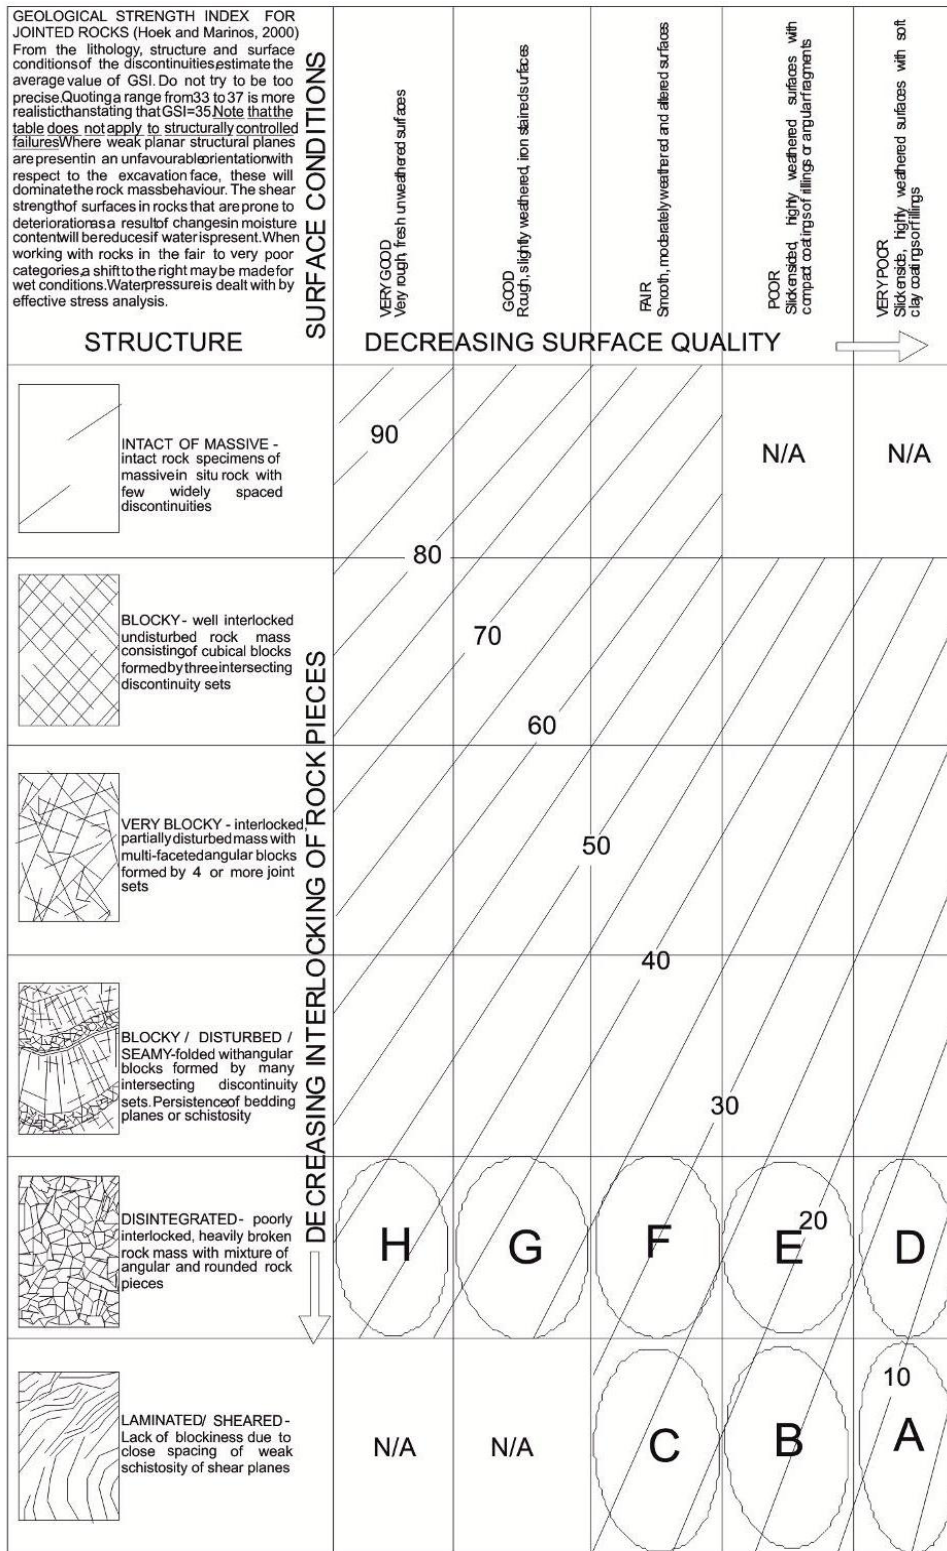 GEOLOGICAL STRENGTH INDEX FOR
JOINTED ROCKS (Hoek and Marinos, 2000)
From the lithology, structure and surface
conditions of the discontinuities, estimate the
average value of GSI. Do not try to be too
precise. Quoting a range from 33 to 37 is more
realistic than stating that GSI=35. Note that the
table does not apply to structurally controlled
failures Where weak planar structural planes
are present in an unfavourable orientation with
respect to the excavation face, these will
dominate the rock mass behaviour. The shear
strength of surfaces in rocks that are prone to
deterioration as a result of changes in moisture
content will be reduces if water is present. When
working with rocks in the fair to very poor
categories, a shift to the right may be made for
wet conditions. Water pressure is dealt with by
effective stress analysis.
STRUCTURE
SURFACE CONDITIONS
VERY GOOD
Very rough, fresh unweathered surfaces
GOOD
Rough, slightly weathered, iron stained surfaces
FAIR
Smooth, moderately weathered and altered surfaces
POOR
Slickensided, highly weathered surfaces with
compact coatings of fillings or angular fragments
VERY POOR
Slickenside, highly weathered surfaces with soft
clay coatings or fillings
DECREASING SURFACE QUALITY
DECREASING INTERLOCKING OF ROCK PIECES
INTACT OF MASSIVE -
intact rock specimens of
massive in situ rock with
few widely spaced
discontinuities
90
N/A
N/A
80
BLOCKY - well interlocked
undisturbed rock mass
consisting of cubical blocks
formed by three intersecting
discontinuity sets
70
60
VERY BLOCKY - interlocked,
partially disturbed mass with
multi-faceted angular blocks
formed by 4 or more joint
sets
50
40
BLOCKY / DISTURBED /
SEAMY-folded with angular
blocks formed by many
intersecting discontinuity
sets. Persistence of bedding
planes or schistosity
30
DISINTEGRATED - poorly
interlocked, heavily broken
rock mass with mixture of
angular and rounded rock
pieces
H
G
F
E
20
D
LAMINATED/ SHEARED -
Lack of blockiness due to
close spacing of weak
schistosity of shear planes
N/A
N/A
C
B
10
A